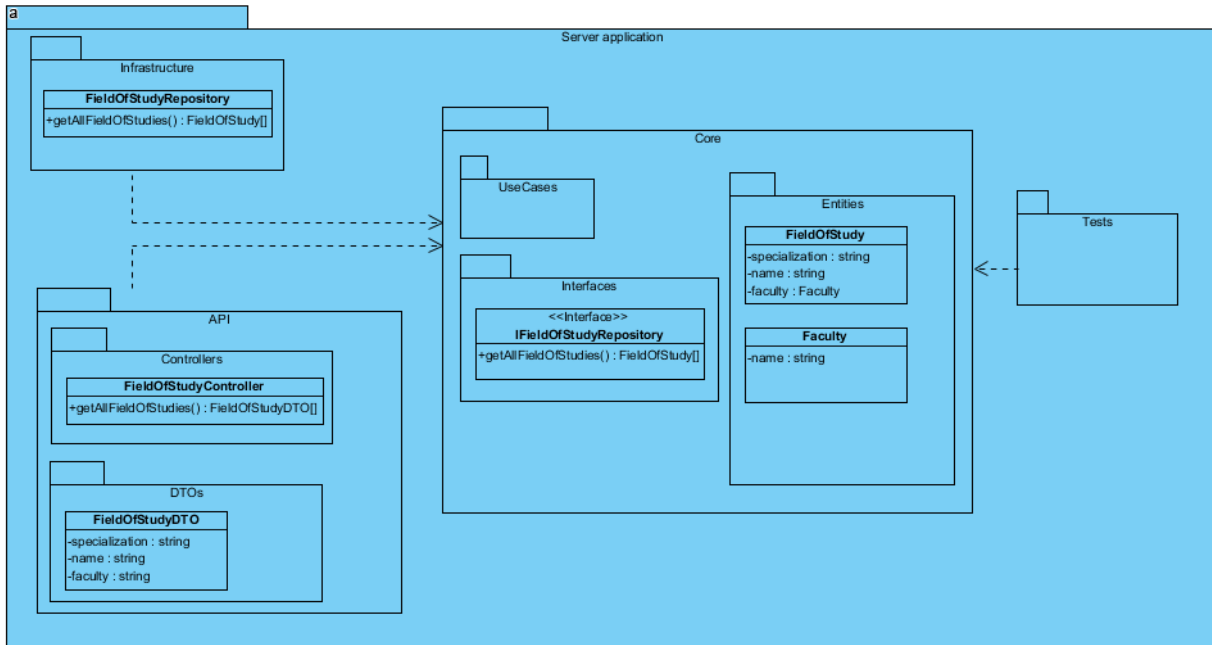 a
Server application
Infrastructure
FieldOfStudyRepository
+getAllFieldOfStudies() : FieldOfStudy[]
Core
UseCases
Interfaces
<<Interface>>
IFieldOfStudyRepository
+getAllFieldOfStudies() : FieldOfStudy[]
Entities
FieldOfStudy
-specialization : string
-name : string
-faculty : Faculty
Faculty
-name : string
Tests
API
Controllers
FieldOfStudyController
+getAllFieldOfStudies() : FieldOfStudyDTO[]
DTOs
FieldOfStudyDTO
-specialization : string
-name : string
-faculty : string